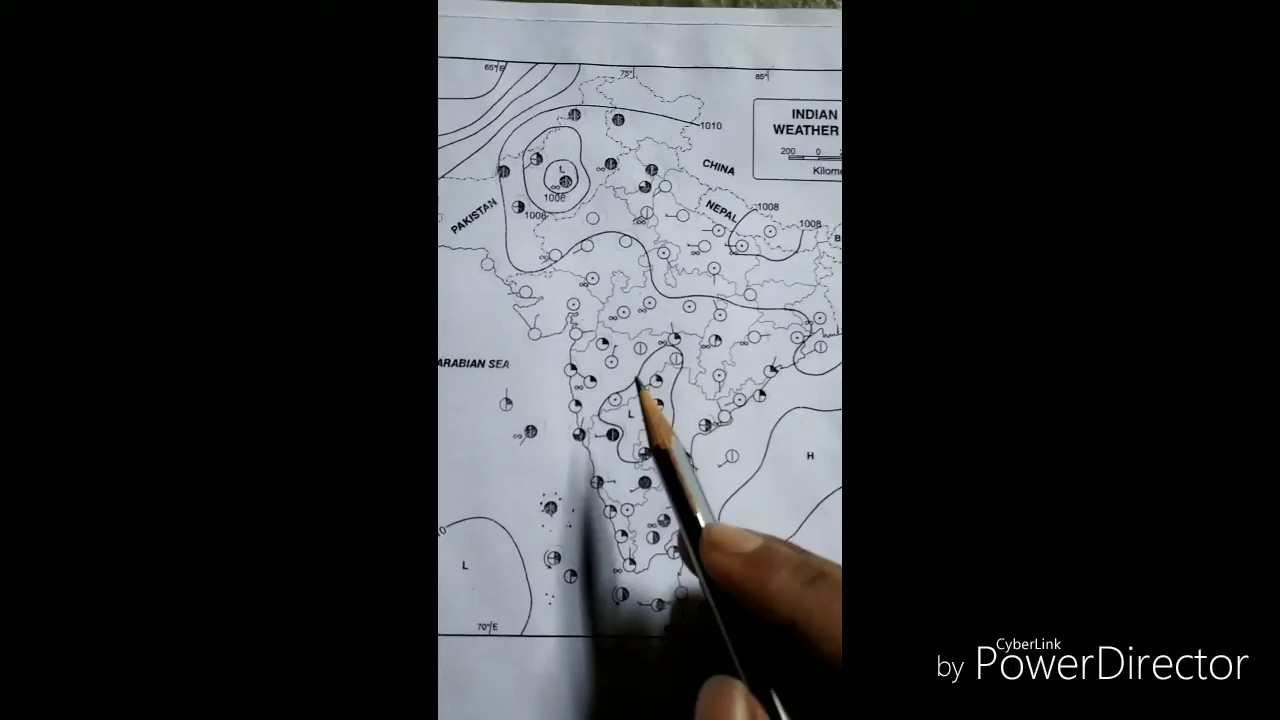 65°E
75°
85°
INDIAN
WEATHER
200 0
Kilom
1010
CHINA
L
1006
1008
PAKISTAN
NEPAL
1008
1008
ARABIAN SEA
L
H
L
70°E
CyberLink
by PowerDirector